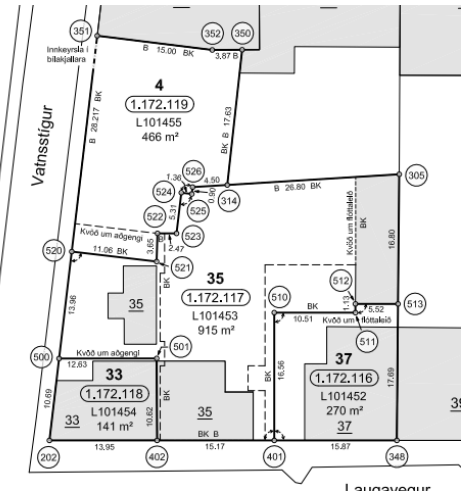 351
352
350
B 15.00 BK
3.87 B
Innkeyrsla í
bílakjallara
4
1.172.119
L101455
466 m²
B 28.217 BK
BK B 17.63
Vatnsstígur
526
1.36
4.50
0.90
305
524
525
314
B 26.80 BK
5.31
522
523
Kvöð um aðgengi
3.65
B
2.47
520
11.06 BK
521
35
1.172.117
L101453
915 m²
Kvöð um flóttaleið
16.80
BK
13.96
35
512
1.13
5.52
513
510
10.51
Kvöð um flóttaleið
511
500
Kvöð um aðgengi
501
12.63
BK
16.56
BK
37
1.172.116
L101452
270 m²
37
17.69
33
1.172.118
L101454
141 m²
33
10.69
10.62
BK
35
39
BK B
202
13.95
402
15.17
401
15.87
348
Laugavegur